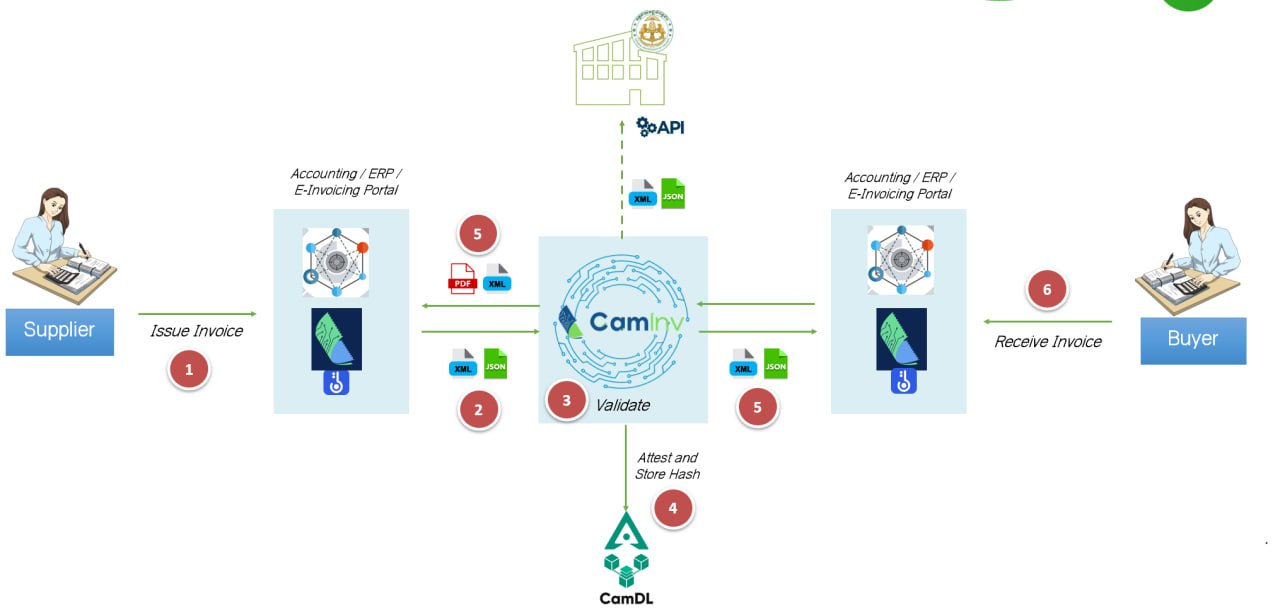 API
XML
JSON
Accounting / ERP /
E-Invoicing Portal
Accounting / ERP /
E-Invoicing Portal
5
PDF
XML
6
Supplier
Issue Invoice
1
CamInv
Receive Invoice
Buyer
XML
JSON
2
3
Validate
XML
JSON
5
Attest and
Store Hash
4
CamDL